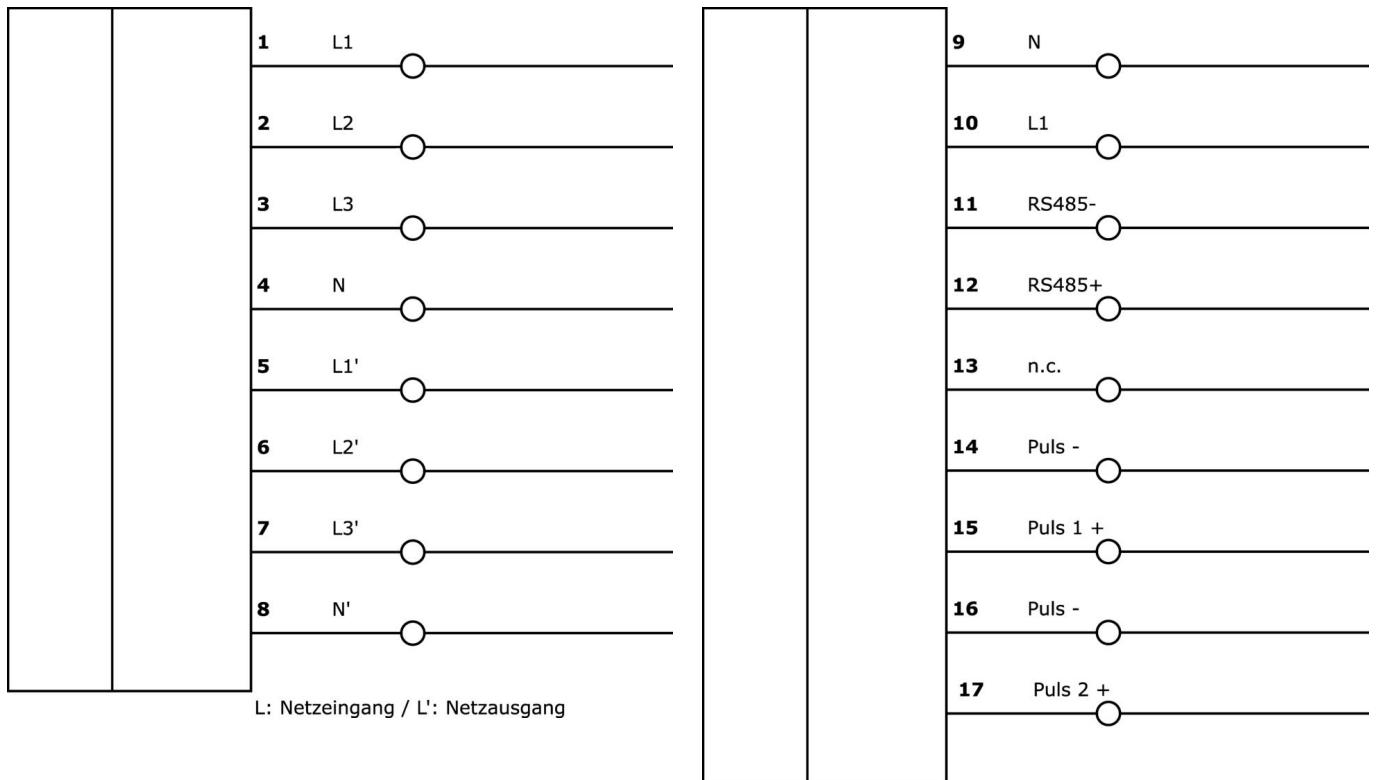 1 L1
2 L2
3 L3
4 N
5 L1'
6 L2'
7 L3'
8 N'
L: Netzeingang / L': Netzausgang
9 N
10 L1
11 RS485-
12 RS485+
13 n.c.
14 Puls -
15 Puls 1 +
16 Puls -
17 Puls 2 +